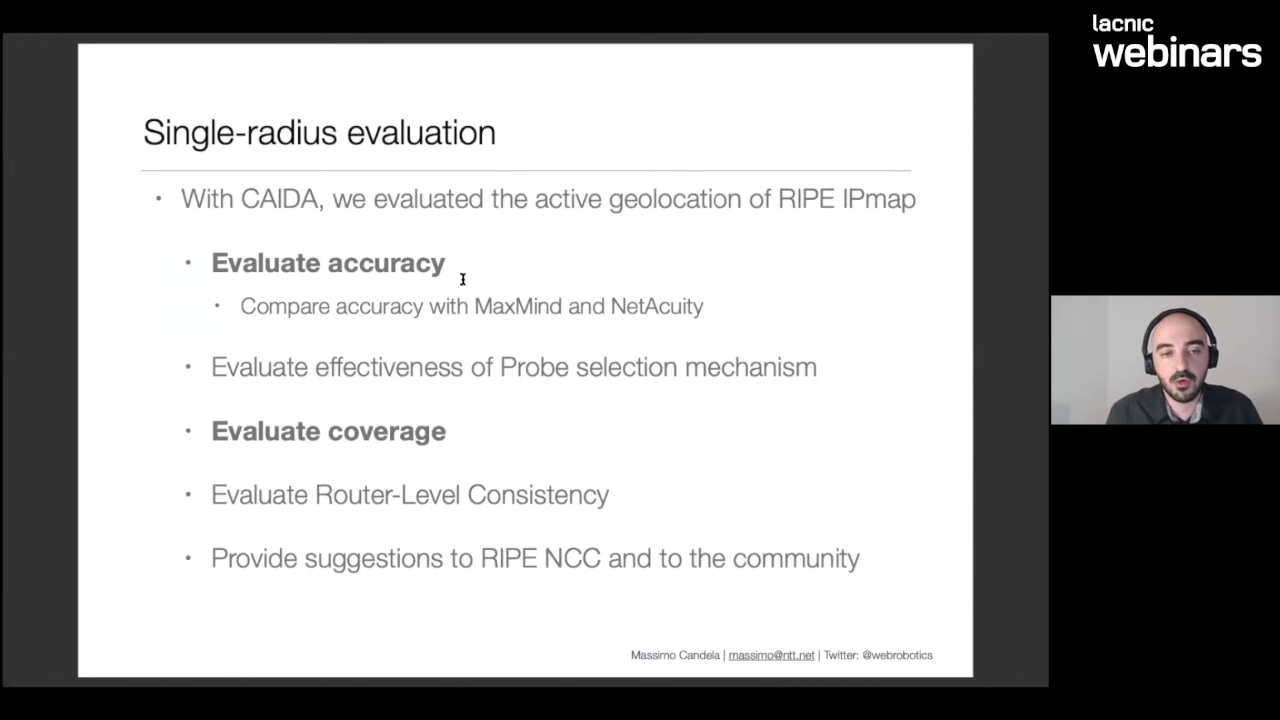 lacnic
webinars
Single-radius evaluation
• With CAIDA, we evaluated the active geolocation of RIPE IPmap
• Evaluate accuracy
• Compare accuracy with MaxMind and NetAcuity
• Evaluate effectiveness of Probe selection mechanism
• Evaluate coverage
• Evaluate Router-Level Consistency
• Provide suggestions to RIPE NCC and to the community
Massimo Candela | massimo@ntt.net | Twitter: @webrobotics